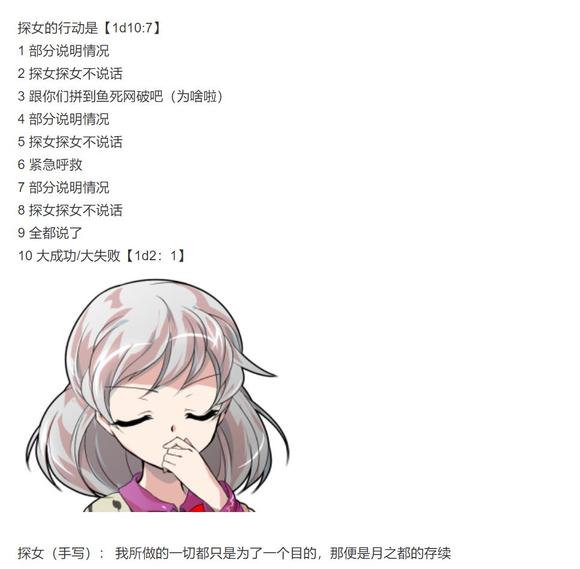 探女的行动是【1d10:7】
1 部分说明情况
2 探女探女不说话
3 跟你们拼到鱼死网破吧（为啥啦）
4 部分说明情况
5 探女探女不说话
6 紧急呼救
7 部分说明情况
8 探女探女不说话
9 全都说了
10 大成功/大失败【1d2：1】
探女（手写）： 我所做的一切都只是为了一个目的，那便是月之都的存续